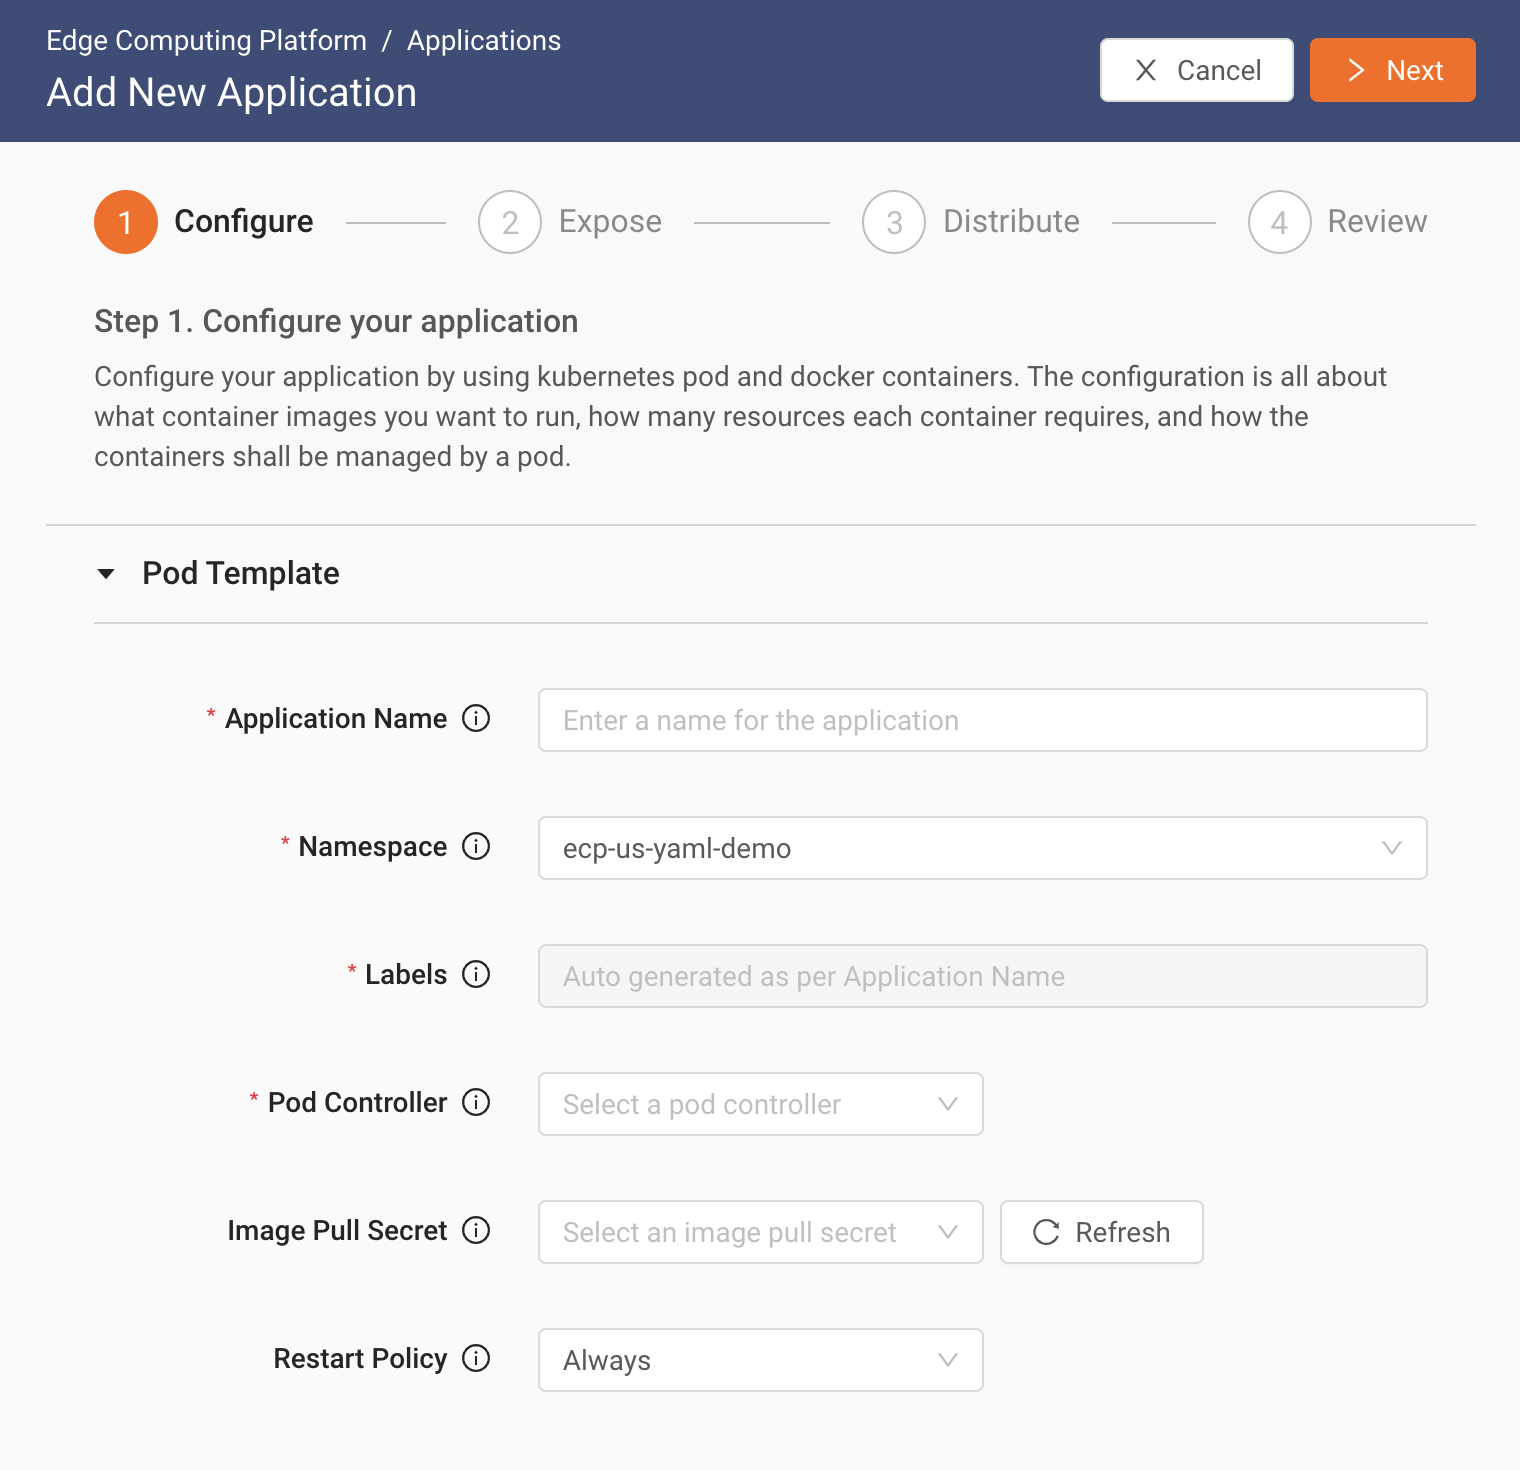 Edge Computing Platform / Applications
Add New Application
Cancel
Next
1 Configure
2 Expose
3 Distribute
4 Review
Step 1. Configure your application
Configure your application by using kubernetes pod and docker containers. The configuration is all about
what container images you want to run, how many resources each container requires, and how the
containers shall be managed by a pod.
Pod Template
* Application Name
Enter a name for the application
* Namespace
ecp-us-yaml-demo
* Labels
Auto generated as per Application Name
* Pod Controller
Select a pod controller
Image Pull Secret
Select an image pull secret
Refresh
Restart Policy
Always